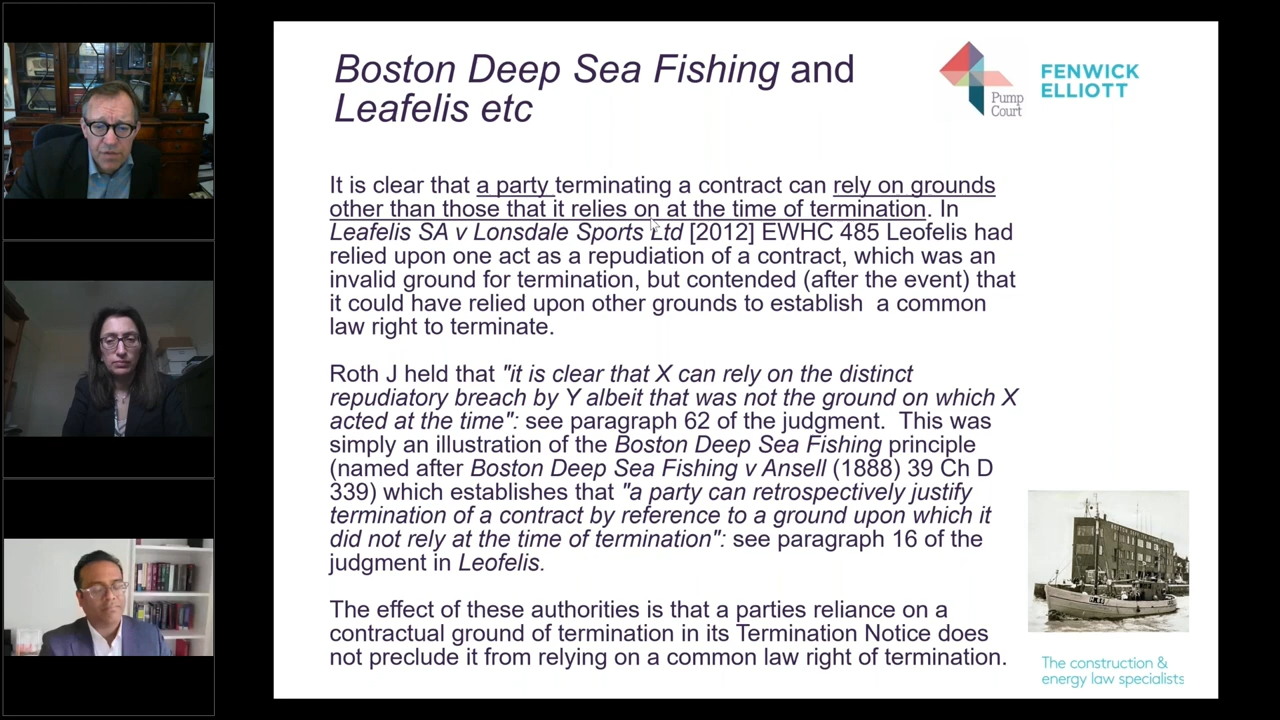 Boston Deep Sea Fishing and
Leafelis etc
Pump
Court
FENWICK
ELLIOTT
It is clear that a party terminating a contract can rely on grounds
other than those that it relies on at the time of termination. In
Leafelis SA v Lonsdale Sports Ltd [2012] EWHC 485 Leofelis had
relied upon one act as a repudiation of a contract, which was an
invalid ground for termination, but contended (after the event) that
it could have relied upon other grounds to establish a common
law right to terminate.
Roth J held that "it is clear that X can rely on the distinct
repudiatory breach by Y albeit that was not the ground on which X
acted at the time": see paragraph 62 of the judgment. This was
simply an illustration of the Boston Deep Sea Fishing principle
(named after Boston Deep Sea Fishing v Ansell (1888) 39 Ch D
339) which establishes that "a party can retrospectively justify
termination of a contract by reference to a ground upon which it
did not rely at the time of termination": see paragraph 16 of the
judgment in Leofelis.
The effect of these authorities is that a parties reliance on a
contractual ground of termination in its Termination Notice does
not preclude it from relying on a common law right of termination.
The construction &
energy law specialists